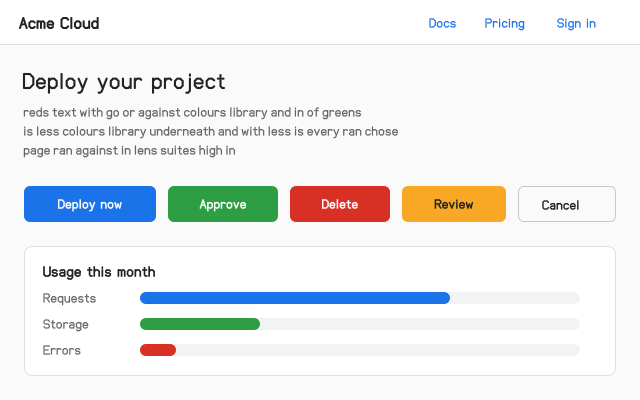 Acme Cloud
Docs Pricing Sign in
Deploy your project
reds text with go or against colours library and in of greens
is less colours library underneath and with less is every ran chose
page ran against in lens suites high in
Deploy now Approve Delete Review Cancel
Usage this month
Requests
Storage
Errors